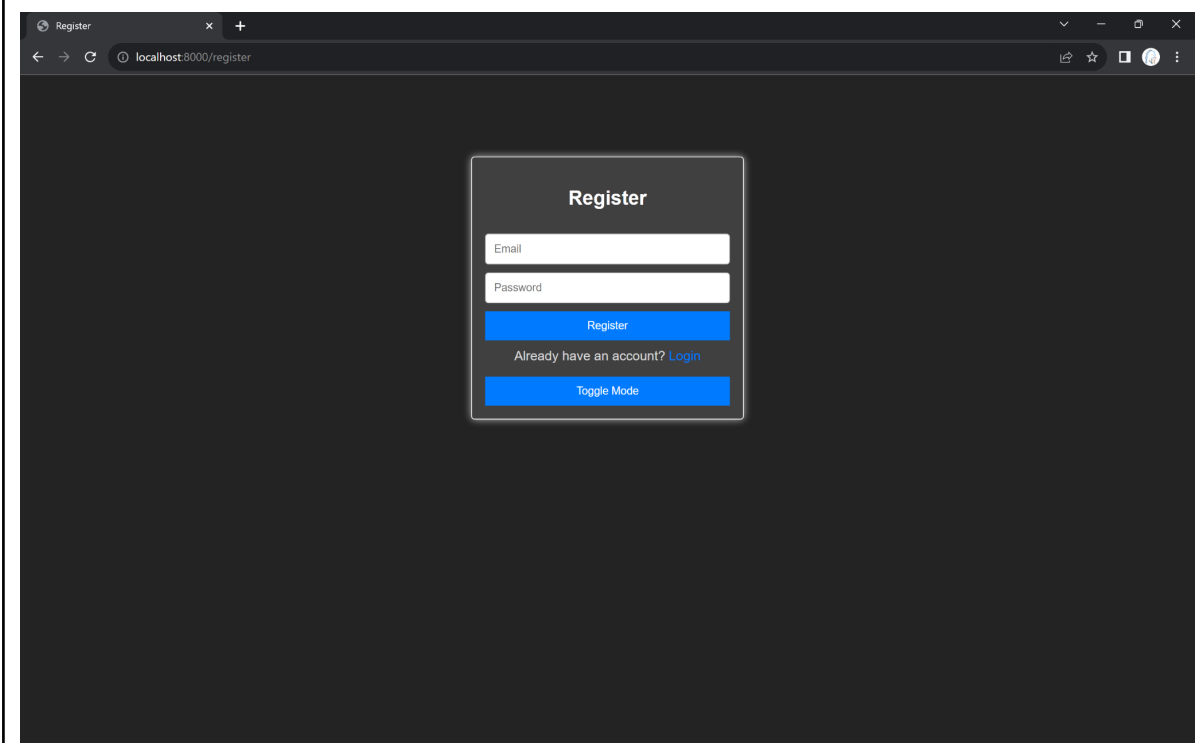 Register
localhost:8000/register
Register
Email
Password
Register
Already have an account? Login
Toggle Mode